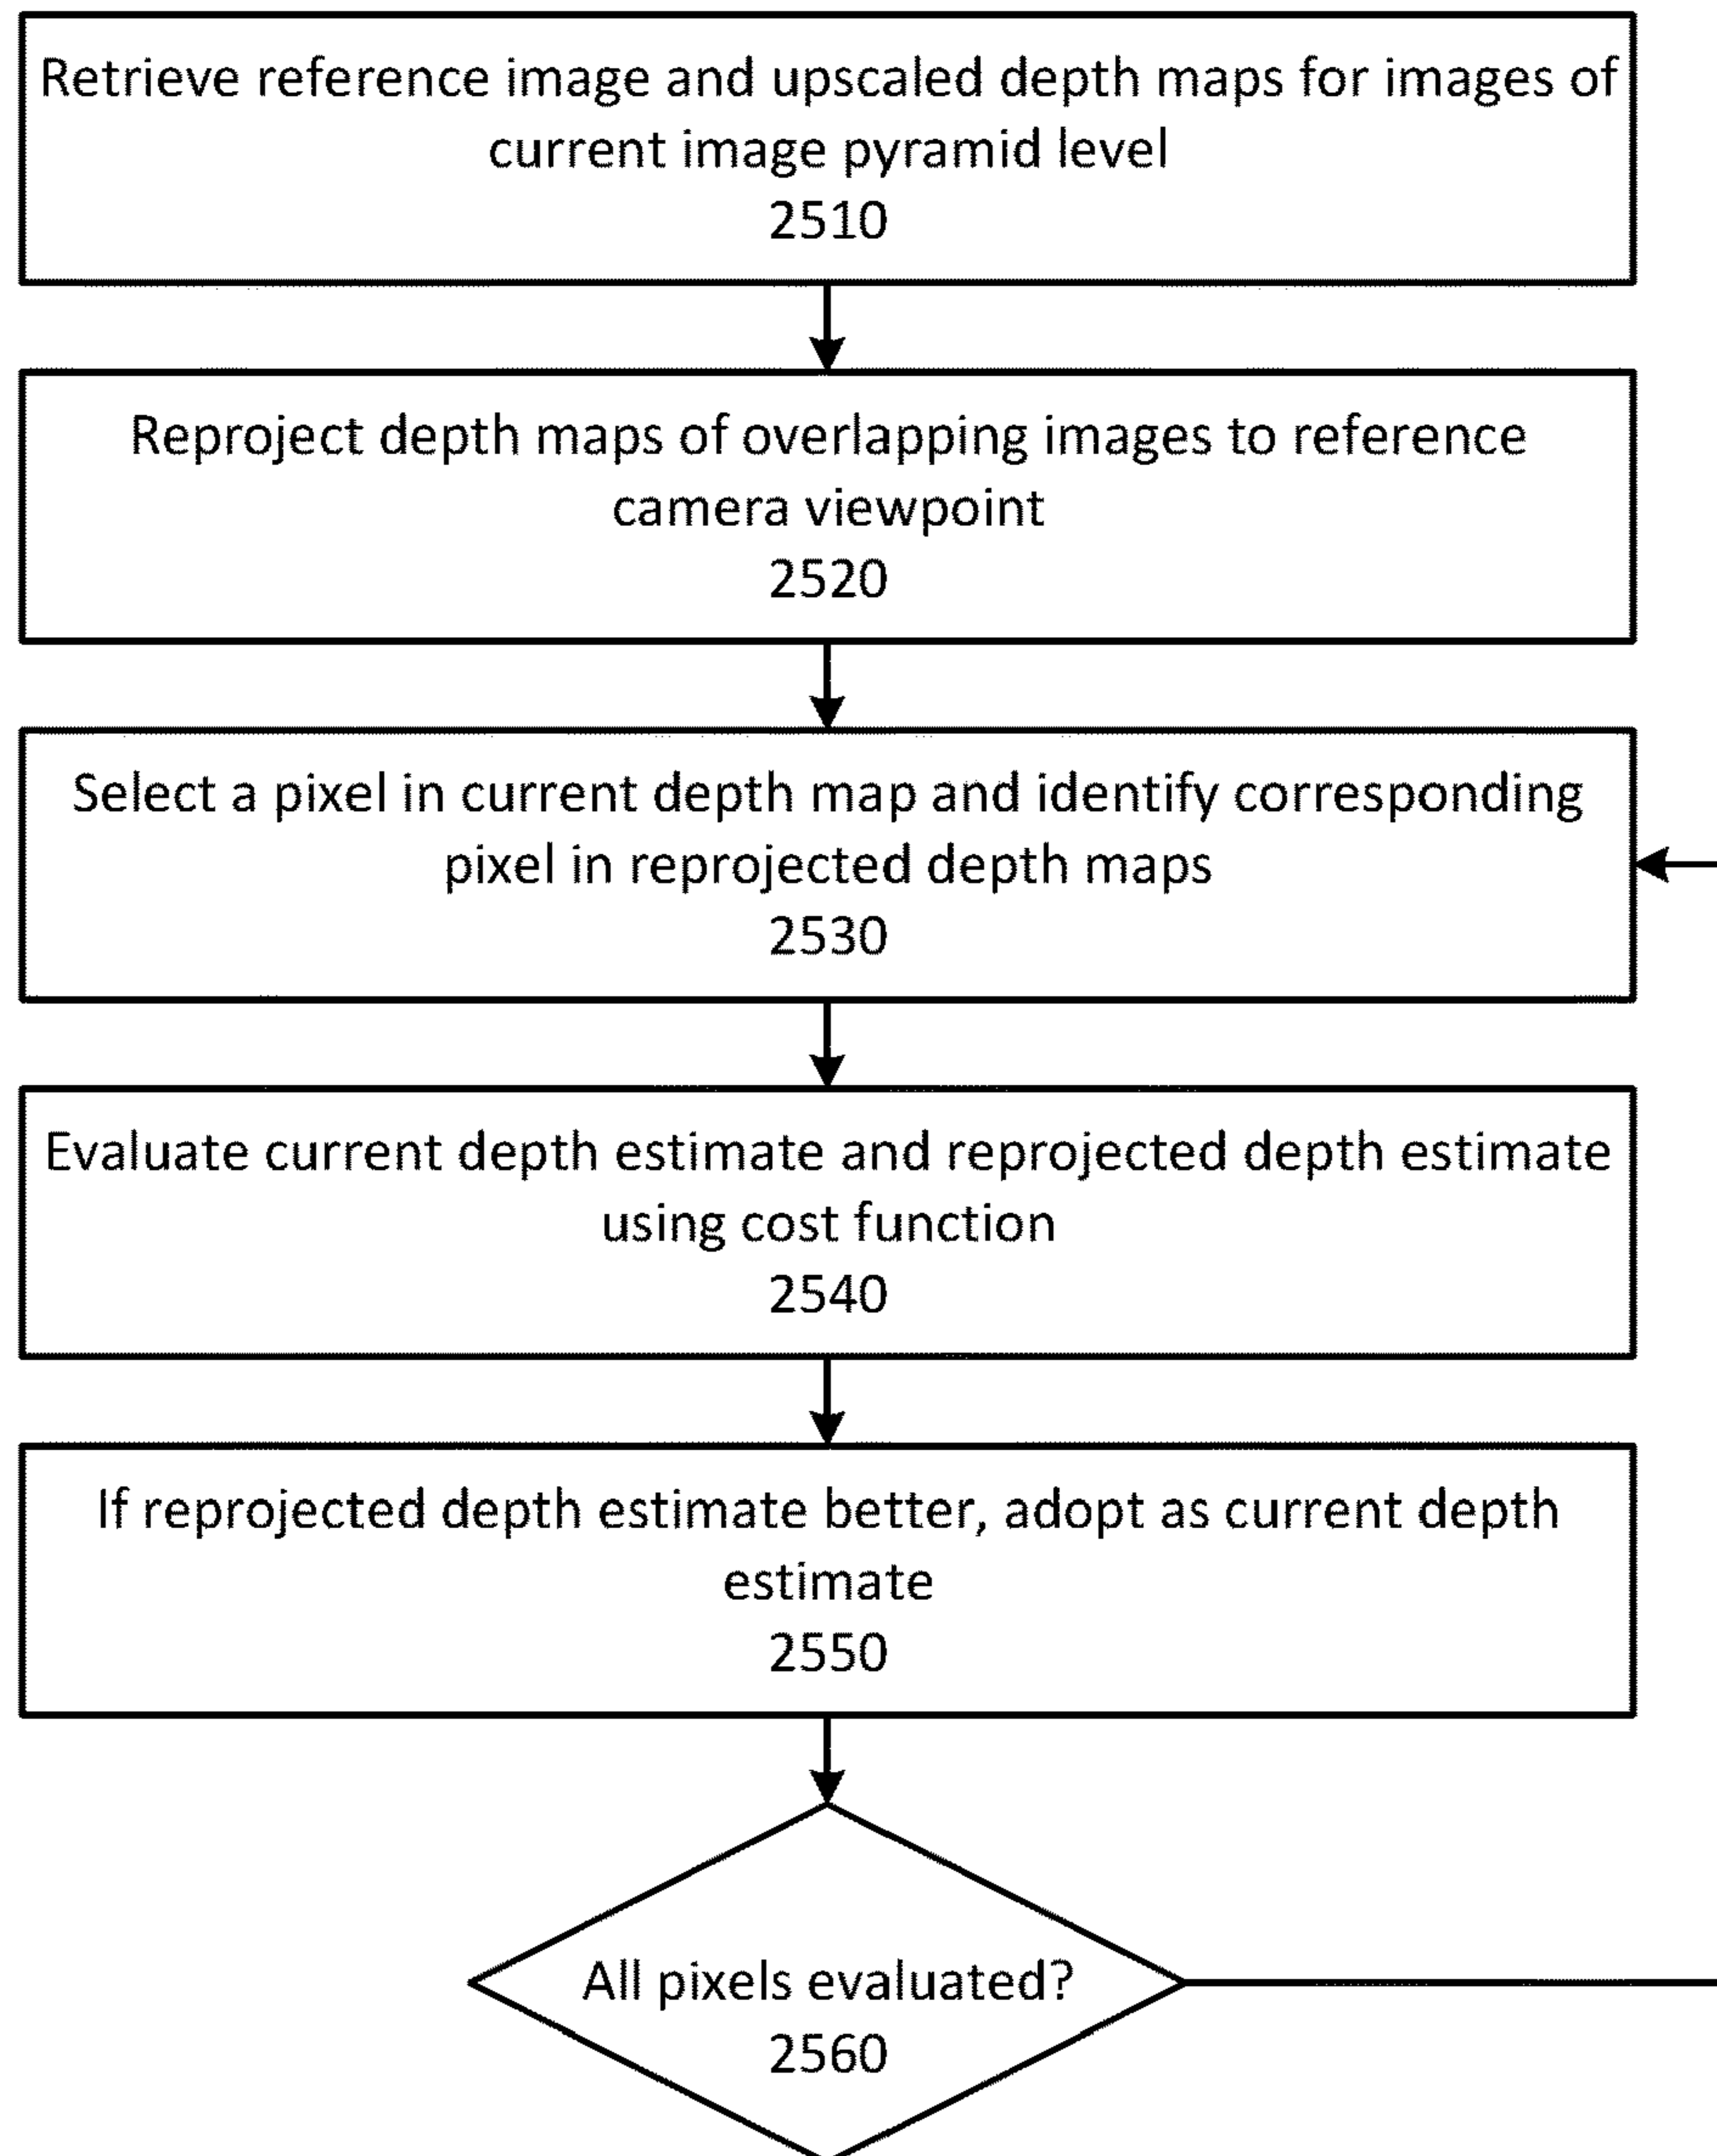 Retrieve reference image and upscaled depth maps for images of
current image pyramid level
2510
Reproject depth maps of overlapping images to reference
camera viewpoint
2520
Select a pixel in current depth map and identify corresponding
pixel in reprojected depth maps
2530
Evaluate current depth estimate and reprojected depth estimate
using cost function
2540
If reprojected depth estimate better, adopt as current depth
estimate
2550
All pixels evaluated?
2560